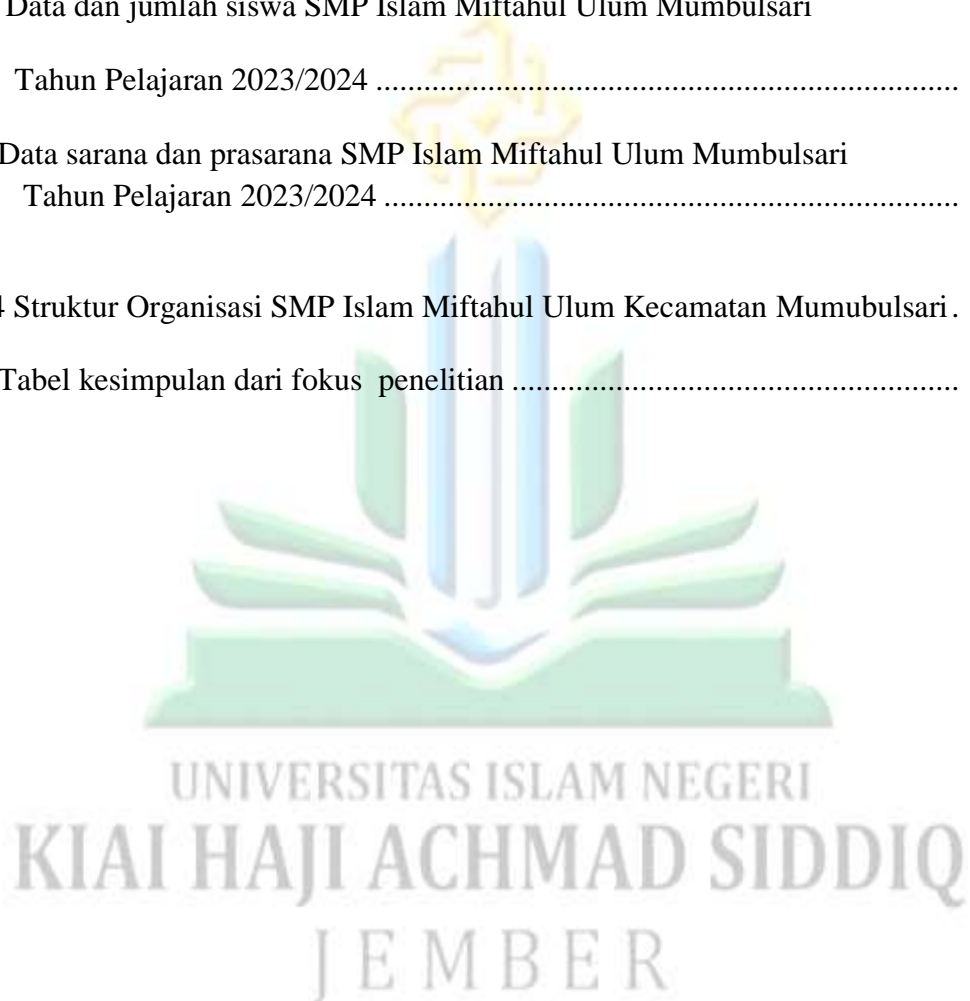 Data dan jumlah siswa SMP Islam Miftahul Ulum Mumbulsari
Tahun Pelajaran 2023/2024 .........................................................................
Data sarana dan prasarana SMP Islam Miftahul Ulum Mumbulsari
Tahun Pelajaran 2023/2024 ........................................................................
4 Struktur Organisasi SMP Islam Miftahul Ulum Kecamatan Mumubulsari .
Tabel kesimpulan dari fokus penelitian ........................................................
UNIVERSITAS ISLAM NEGERI
KIAI HAJI ACHMAD SIDDIQ
JEMBER